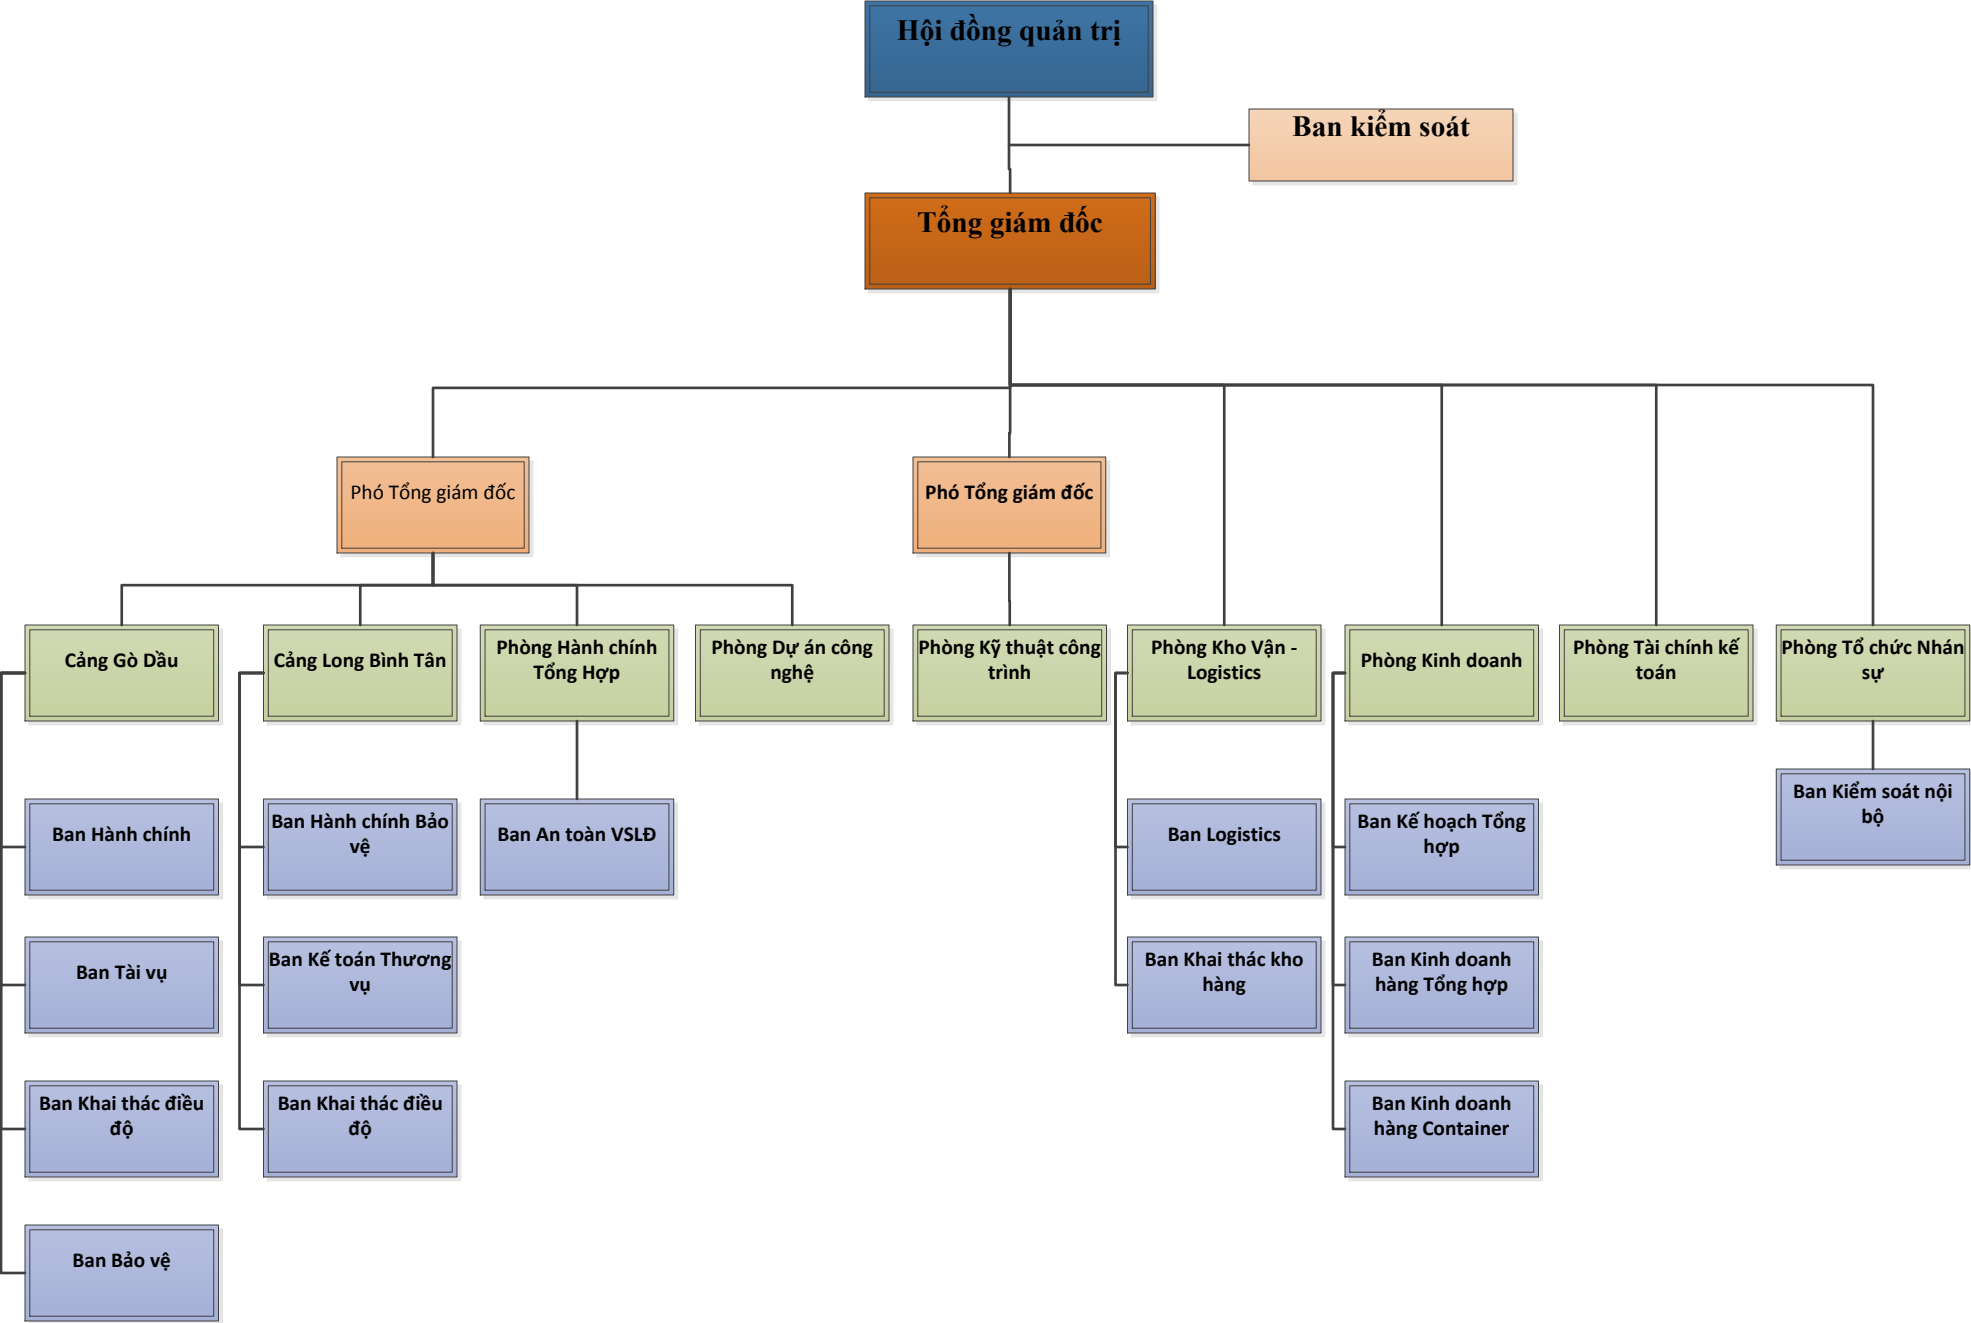 Hội đồng quản trị
Ban kiểm soát
Tổng giám đốc
Phó Tổng giám đốc
Phó Tổng giám đốc
Cảng Gò Dầu
Cảng Long Bình Tân
Phòng Hành chính
Tổng Hợp
Phòng Dự án công
nghệ
Phòng Kỹ thuật công
trình
Phòng Kho Vận -
Logistics
Phòng Kinh doanh
Phòng Tài chính kế
toán
Phòng Tổ chức Nhán
sự
Ban Hành chính
Ban Hành chính Bảo
vệ
Ban An toàn VSLĐ
Ban Logistics
Ban Kế hoạch Tổng
hợp
Ban Kiểm soát nội
bộ
Ban Tài vụ
Ban Kế toán Thương
vụ
Ban Khai thác kho
hàng
Ban Kinh doanh
hàng Tổng hợp
Ban Khai thác điều
độ
Ban Khai thác điều
độ
Ban Kinh doanh
hàng Container
Ban Bảo vệ